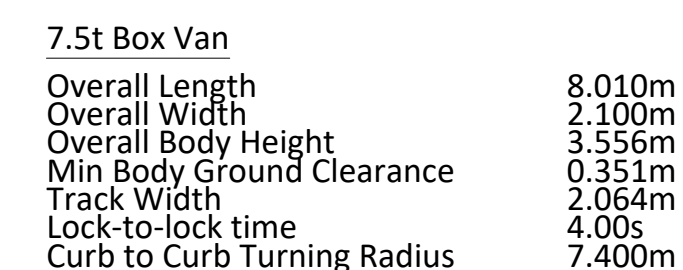 7.5t Box Van
Overall Length 8.010m
Overall Width 2.100m
Overall Body Height 3.556m
Min Body Ground Clearance 0.351m
Track Width 2.064m
Lock-to-lock time 4.00s
Curb to Curb Turning Radius 7.400m